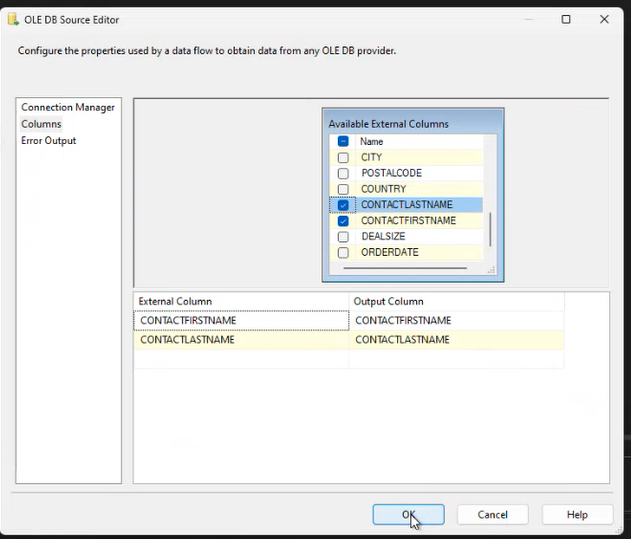 OLE DB Source Editor
Configure the properties used by a data flow to obtain data from any OLE DB provider.
Connection Manager
Columns
Error Output
Available External Columns
Name
CITY
POSTALCODE
COUNTRY
CONTACTLASTNAME
CONTACTFIRSTNAME
DEALSIZE
ORDERDATE
External Column Output Column
CONTACTFIRSTNAME CONTACTFIRSTNAME
CONTACTLASTNAME CONTACTLASTNAME
OK Cancel Help